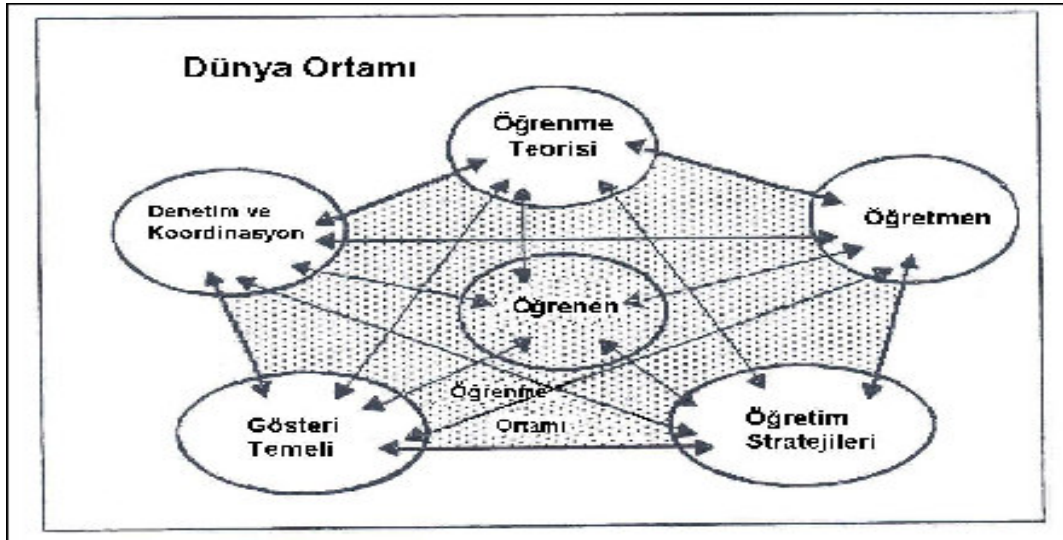 Dünya Ortamı
Öğrenme
Teorisi
Denetim ve
Koordinasyon
Öğretmen
Öğrenen
Öğrenme
Ortamı
Gösteri
Temeli
Öğretim
Stratejileri